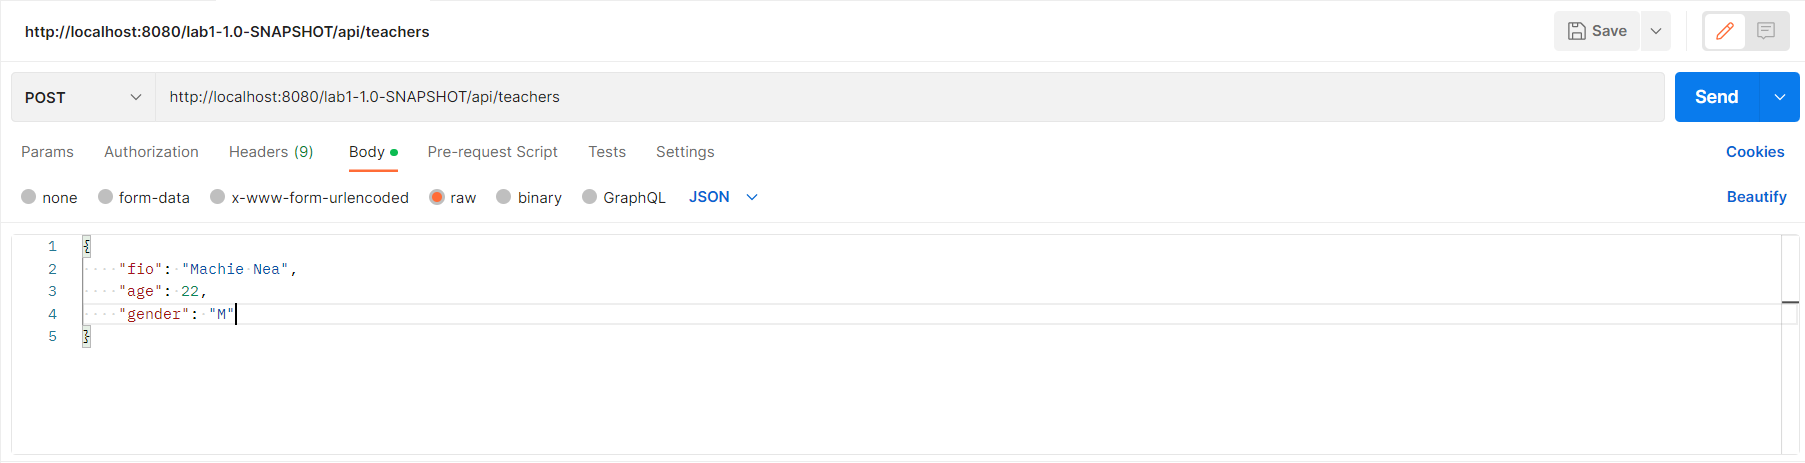 http://localhost:8080/lab1-1.0-SNAPSHOT/api/teachers
Save
POST
http://localhost:8080/lab1-1.0-SNAPSHOT/api/teachers
Send
Params Authorization Headers (9) Body Pre-request Script Tests Settings Cookies
none form-data x-www-form-urlencoded raw binary GraphQL JSON Beautify
1 {
2 "fio": "Machie Nea",
3 "age": 22,
4 "gender": "M"
5 }